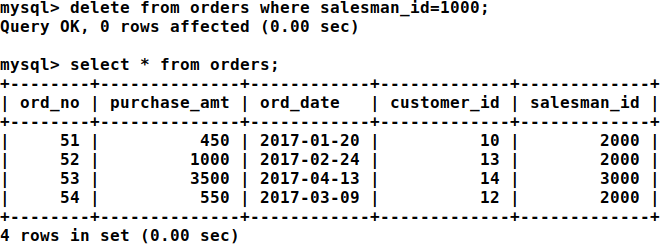 mysql> delete from orders where salesman_id=1000;
Query OK, 0 rows affected (0.00 sec)

mysql> select * from orders;
+--------+--------------+------------+-------------+-------------+
| ord_no | purchase_amt | ord_date   | customer_id | salesman_id |
+--------+--------------+------------+-------------+-------------+
|     51 |          450 | 2017-01-20 |          10 |        2000 |
|     52 |         1000 | 2017-02-24 |          13 |        2000 |
|     53 |         3500 | 2017-04-13 |          14 |        3000 |
|     54 |          550 | 2017-03-09 |          12 |        2000 |
+--------+--------------+------------+-------------+-------------+
4 rows in set (0.00 sec)